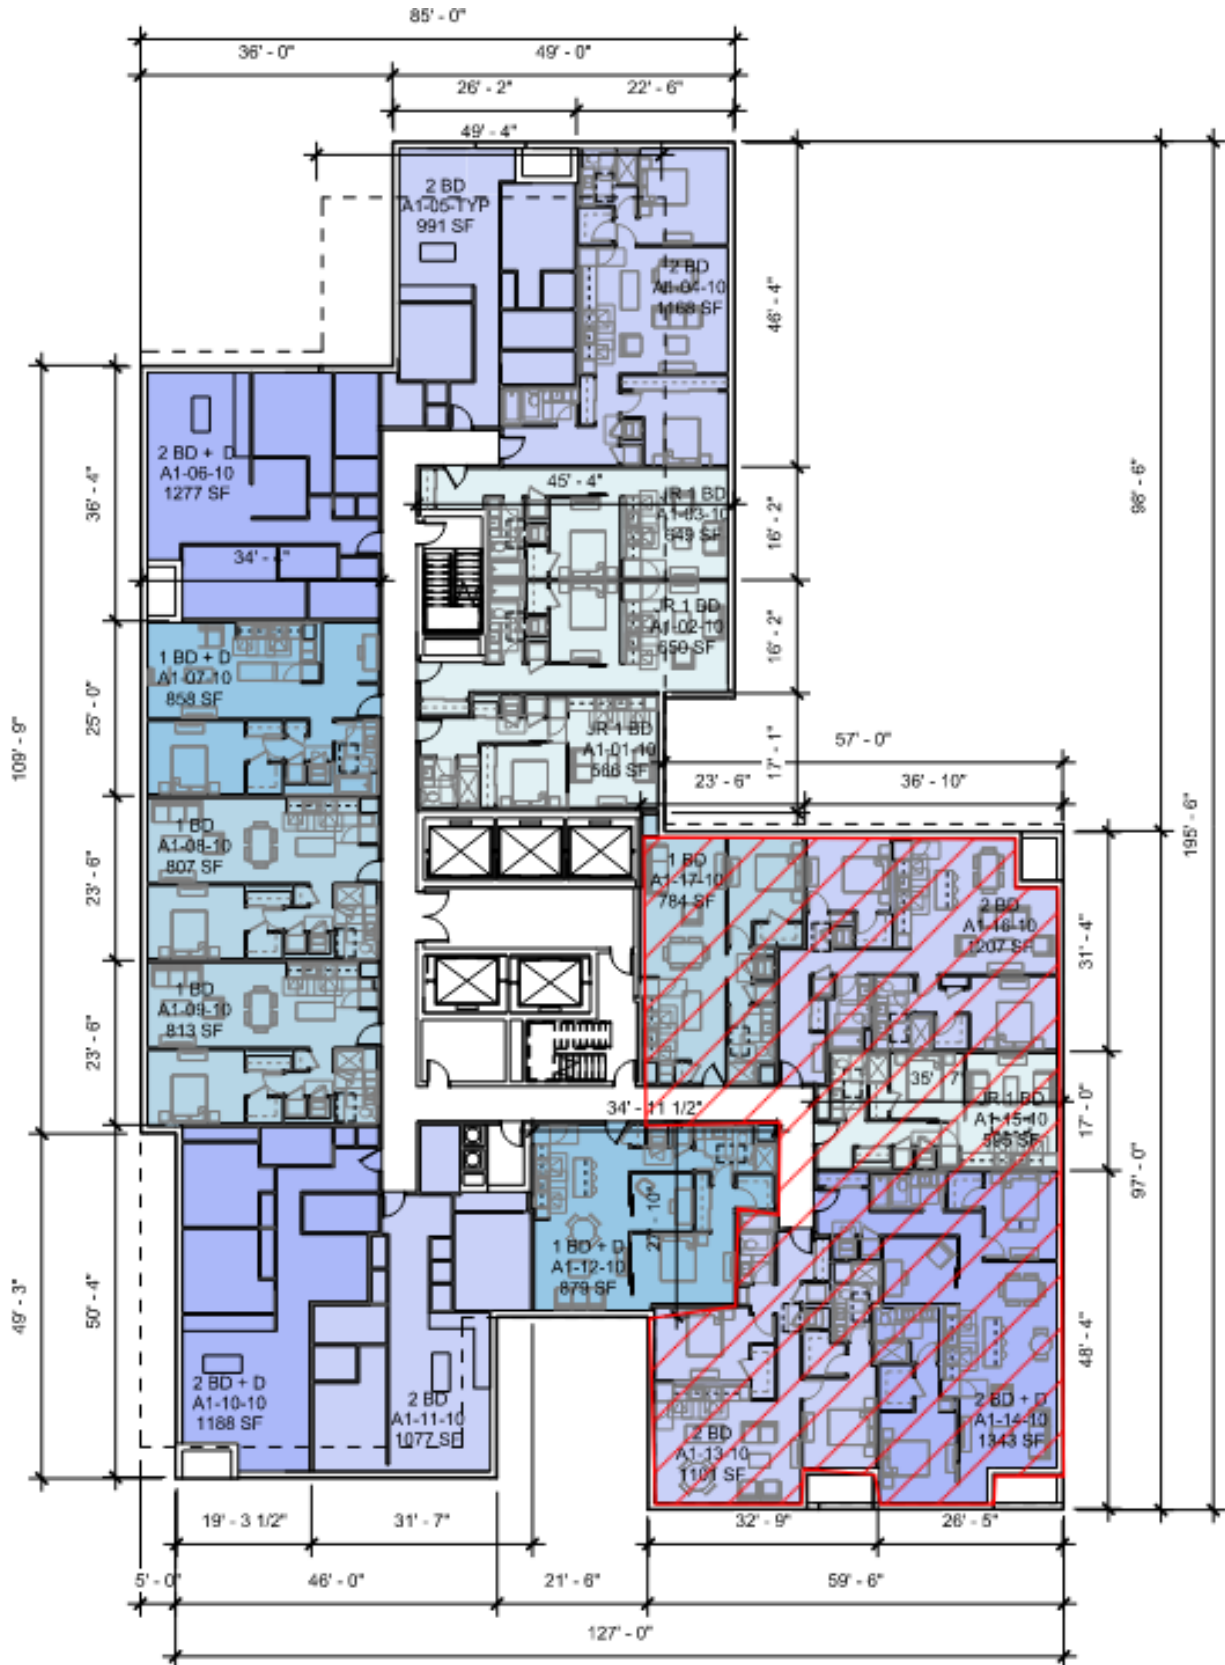 85' - 0"
36' - 0"
49' - 0"
26' - 2"
22' - 6"
49' - 4"
2 BD
A1-05-TYP
991 SF
2 BD
A1-04-10
1168 SF
46' - 4"
98' - 6"
195' - 6"
2 BD + D
A1-06-10
1277 SF
36' - 4"
109' - 9"
34' - 4"
45' - 4"
JR 1 BD
A1-03-10
649 SF
16' - 2"
JR 1 BD
A1-02-10
650 SF
16' - 2"
1 BD + D
A1-07-10
858 SF
25' - 0"
JR 1 BD
A1-01-10
566 SF
17' - 1"
57' - 0"
23' - 6"
36' - 10"
1 BD
A1-08-10
807 SF
23' - 6"
1 BD
A1-17-10
784 SF
2 BD
A1-16-10
1207 SF
31' - 4"
1 BD
A1-09-10
813 SF
23' - 6"
35' - 7"
34' - 11 1/2"
JR 1 BD
A1-15-10
17' - 0"
97' - 0"
1 BD + D
A1-12-10
879 SF
27' - 10"
49' - 3"
50' - 4"
2 BD + D
A1-10-10
1188 SF
2 BD
A1-11-10
1077 SF
2 BD
A1-13-10
1101 SF
2 BD + D
A1-14-10
1343 SF
48' - 4"
19' - 3 1/2"
31' - 7"
32' - 9"
26' - 5"
5' - 0"
46' - 0"
21' - 6"
59' - 6"
127' - 0"